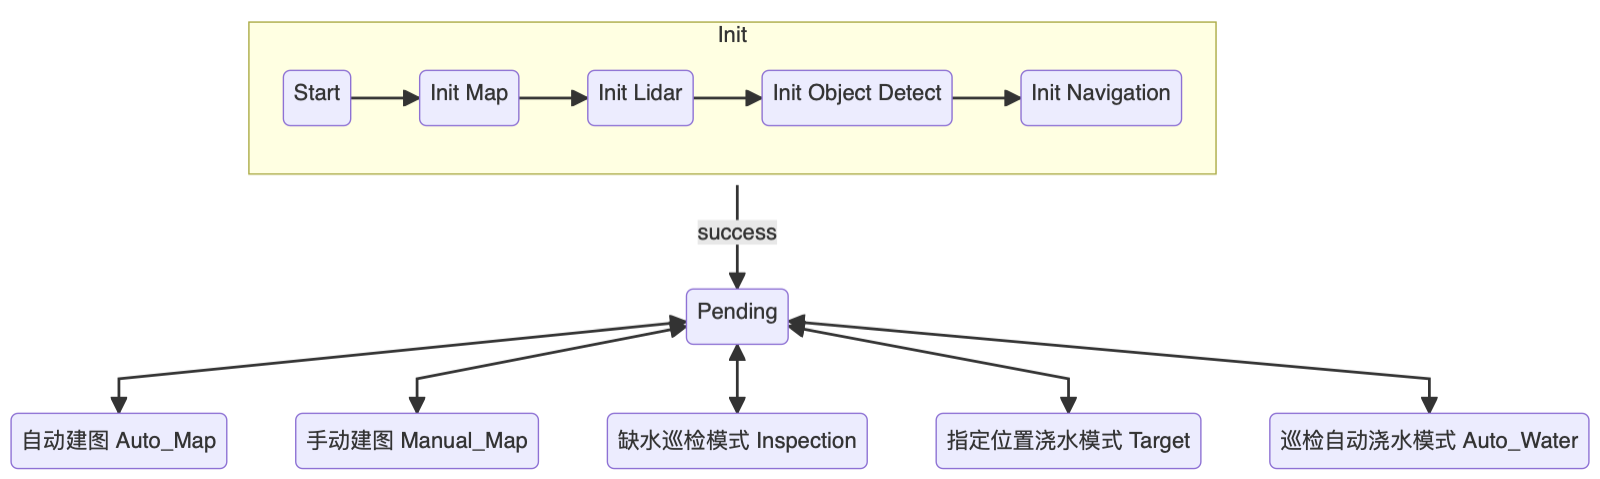 Init
Start
Init Map
Init Lidar
Init Object Detect
Init Navigation
success
Pending
自动建图 Auto_Map
手动建图 Manual_Map
缺水巡检模式 Inspection
指定位置浇水模式 Target
巡检自动浇水模式 Auto_Water